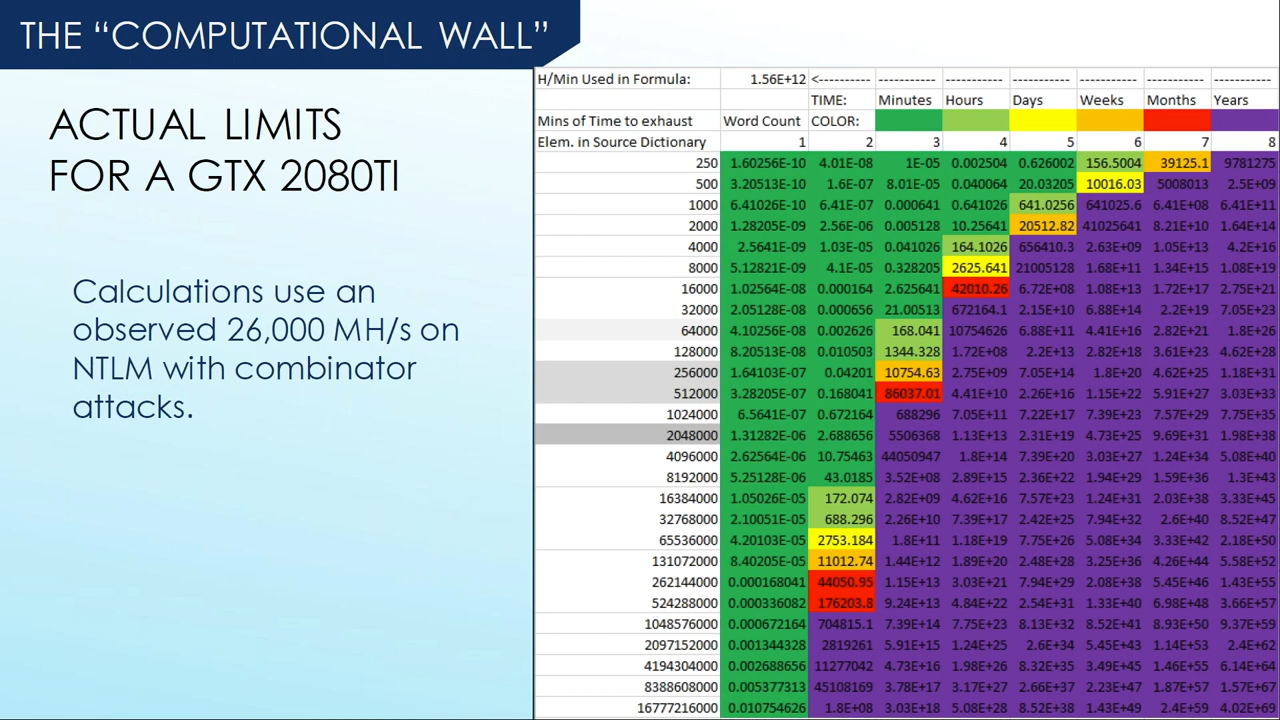 THE “COMPUTATIONAL WALL”
ACTUAL LIMITS
FOR A GTX 2080TI
Calculations use an
observed 26,000 MH/s on
NTLM with combinator
attacks.
H/Min Used in Formula: 1.56E+12 <---------- ----------- ---------- ----------- ----------- ----------- -----------
TIME: Minutes Hours Days Weeks Months Years
Mins of Time to exhaust Word Count COLOR:
Elem. in Source Dictionary 1 2 3 4 5 6 7 8
250 1.60256E-10 4.01E-08 1E-05 0.002504 0.626002 156.5004 39125.1 9781275
500 3.20513E-10 1.6E-07 8.01E-05 0.040064 20.03205 10016.03 5008013 2.5E+09
1000 6.41026E-10 6.41E-07 0.000641 0.641026 641.0256 641025.6 6.41E+08 6.41E+11
2000 1.28205E-09 2.56E-06 0.005128 10.25641 20512.82 41025641 8.21E+10 1.64E+14
4000 2.5641E-09 1.03E-05 0.041026 164.1026 656410.3 2.63E+09 1.05E+13 4.2E+16
8000 5.12821E-09 4.1E-05 0.328205 2625.641 21005128 1.68E+11 1.34E+15 1.08E+19
16000 1.02564E-08 0.000164 2.625641 42010.26 6.72E+08 1.08E+13 1.72E+17 2.75E+21
32000 2.05128E-08 0.000656 21.00513 672164.1 2.15E+10 6.88E+14 2.2E+19 7.05E+23
64000 4.10256E-08 0.002626 168.041 10754626 6.88E+11 4.41E+16 2.82E+21 1.8E+26
128000 8.20513E-08 0.010503 1344.328 1.72E+08 2.2E+13 2.82E+18 3.61E+23 4.62E+28
256000 1.64103E-07 0.04201 10754.63 2.75E+09 7.05E+14 1.8E+20 4.62E+25 1.18E+31
512000 3.28205E-07 0.168041 86037.01 4.41E+10 2.26E+16 1.15E+22 5.91E+27 3.03E+33
1024000 6.5641E-07 0.672164 688296 7.05E+11 7.22E+17 7.39E+23 7.57E+29 7.75E+35
2048000 1.31282E-06 2.688656 5506368 1.13E+13 2.31E+19 4.73E+25 9.69E+31 1.98E+38
4096000 2.62564E-06 10.75463 44050947 1.8E+14 7.39E+20 3.03E+27 1.24E+34 5.08E+40
8192000 5.25128E-06 43.0185 3.52E+08 2.89E+15 2.36E+22 1.94E+29 1.59E+36 1.3E+43
16384000 1.05026E-05 172.074 2.82E+09 4.62E+16 7.57E+23 1.24E+31 2.03E+38 3.33E+45
32768000 2.10051E-05 688.296 2.26E+10 7.39E+17 2.42E+25 7.94E+32 2.6E+40 8.52E+47
65536000 4.20103E-05 2753.184 1.8E+11 1.18E+19 7.75E+26 5.08E+34 3.33E+42 2.18E+50
131072000 8.40205E-05 11012.74 1.44E+12 1.89E+20 2.48E+28 3.25E+36 4.26E+44 5.58E+52
262144000 0.000168041 44050.95 1.15E+13 3.03E+21 7.94E+29 2.08E+38 5.45E+46 1.43E+55
524288000 0.000336082 176203.8 9.24E+13 4.84E+22 2.54E+31 1.33E+40 6.98E+48 3.66E+57
1048576000 0.000672164 704815.1 7.39E+14 7.75E+23 8.13E+32 8.52E+41 8.93E+50 9.37E+59
2097152000 0.001344328 2819261 5.91E+15 1.24E+25 2.6E+34 5.45E+43 1.14E+53 2.4E+62
4194304000 0.002688656 11277042 4.73E+16 1.98E+26 8.32E+35 3.49E+45 1.46E+55 6.14E+64
8388608000 0.005377313 45108169 3.78E+17 3.17E+27 2.66E+37 2.23E+47 1.87E+57 1.57E+67
16777216000 0.010754626 1.8E+08 3.03E+18 5.08E+28 8.52E+38 1.43E+49 2.4E+59 4.02E+69